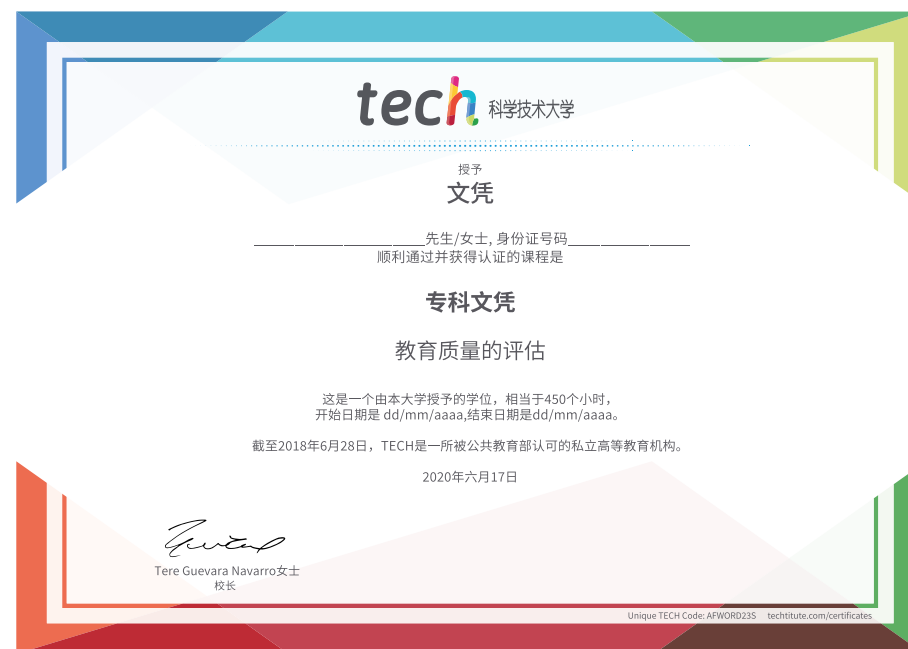 tech 科学技术大学
授予
文凭
______________________先生/女士, 身份证号码________________
顺利通过并获得认证的课程是
专科文凭
教育质量的评估
这是一个由本大学授予的学位，相当于450个小时，
开始日期是 dd/mm/aaaa,结束日期是dd/mm/aaaa。
截至2018年6月28日，TECH是一所被公共教育部认可的私立高等教育机构。
2020年六月17日
Tere Guevara Navarro女士
校长
Unique TECH Code: AFWORD23S techtitute.com/certificates